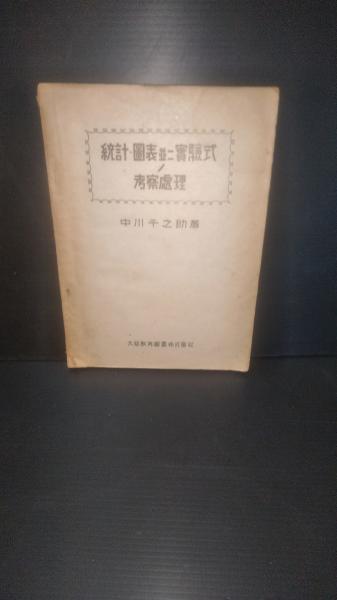 統計・圖表並ニ實驗式
ノ
考察處理
中川千之助著